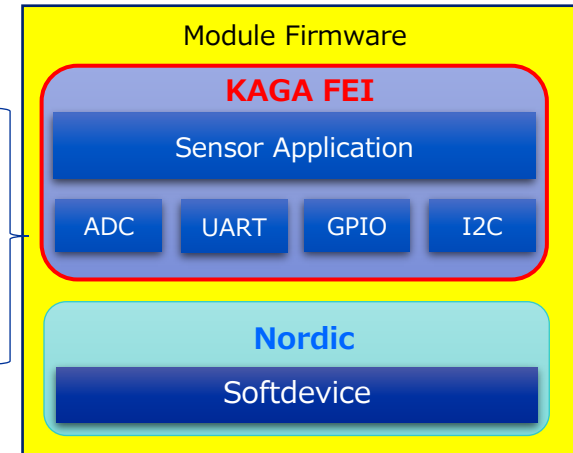 Module Firmware
KAGA FEI
Sensor Application
ADC UART GPIO I2C
Nordic
Softdevice